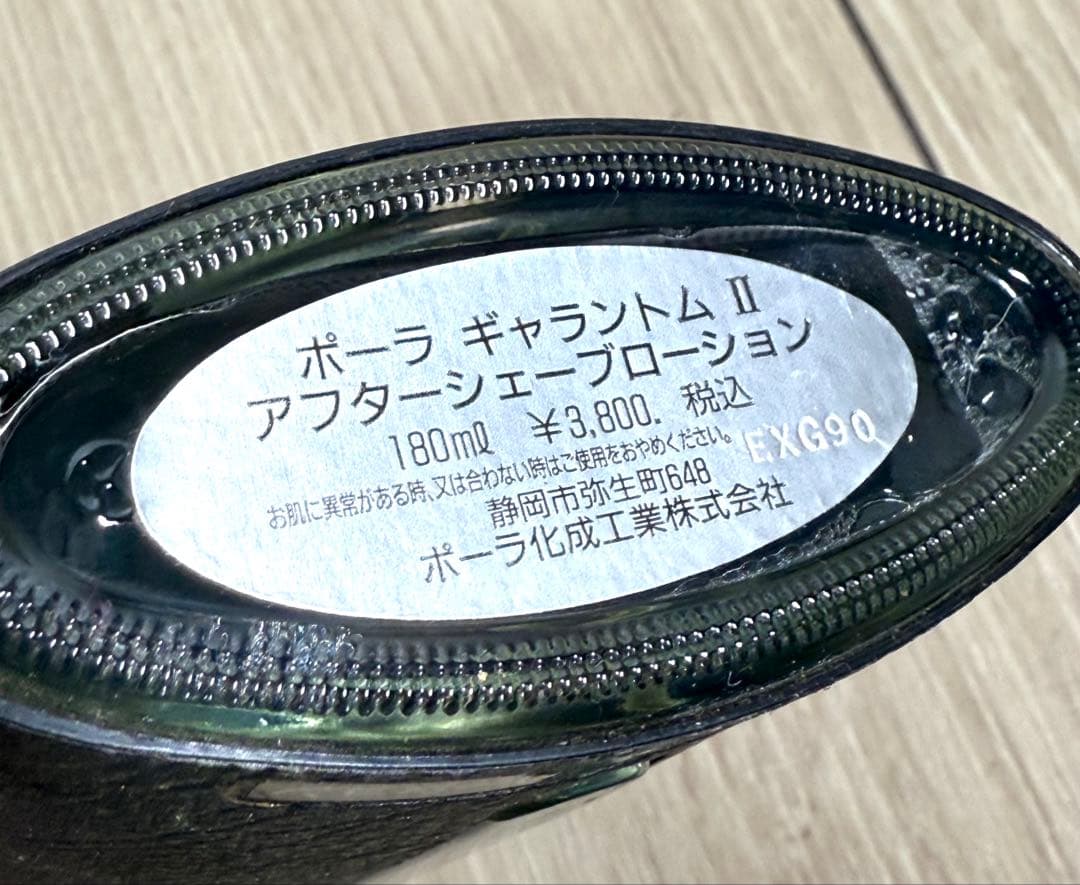 ポーラ ギャラントム Ⅱ
アフターシェーブローション
180ml ￥3,800. 税込
お肌に異常がある時、又は合わない時はご使用をおやめください。
EXG90
静岡市弥生町648
ポーラ化成工業株式会社